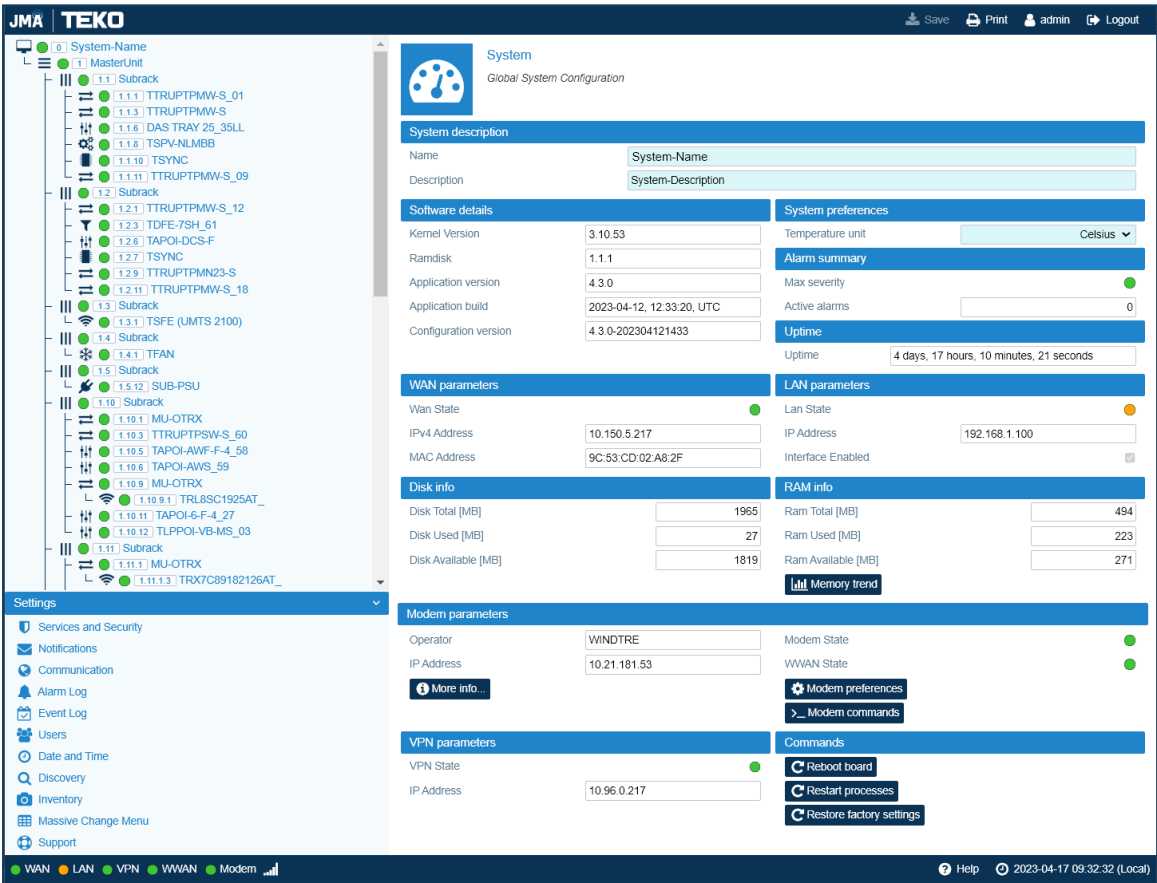 JMA TEKO Save Print admin Logout
0 System-Name
1 MasterUnit
1.1 Subrack
1.1.1 TTRUPTPMW-S_01
1.1.3 TTRUPTPMW-S
1.1.6 DAS TRAY 25_35LL
1.1.8 TSPV-NLMBB
1.1.10 TSYNC
1.1.11 TTRUPTPMW-S_09
1.2 Subrack
1.2.1 TTRUPTPMW-S_12
1.2.3 TDFE-7SH_61
1.2.6 TAPOI-DCS-F
1.2.7 TSYNC
1.2.9 TTRUPTPMN23-S
1.2.11 TTRUPTPMW-S_18
1.3 Subrack
1.3.1 TSFE (UMTS 2100)
1.4 Subrack
1.4.1 TFAN
1.5 Subrack
1.5.12 SUB-PSU
1.10 Subrack
1.10.1 MU-OTRX
1.10.3 TTRUPTPSW-S_60
1.10.5 TAPOI-AWF-F-4_58
1.10.6 TAPOI-AWS_59
1.10.9 MU-OTRX
1.10.9.1 TRL8SC1925AT_
1.10.11 TAPOI-6-F-4_27
1.10.12 TLPPOI-VB-MS_03
1.11 Subrack
1.11.1 MU-OTRX
1.11.1.3 TRX7C89182126AT_
Settings
Services and Security
Notifications
Communication
Alarm Log
Event Log
Users
Date and Time
Discovery
Inventory
Massive Change Menu
Support
System
Global System Configuration
System description
Name System-Name
Description System-Description
Software details
Kernel Version 3.10.53
Ramdisk 1.1.1
Application version 4.3.0
Application build 2023-04-12, 12:33:20, UTC
Configuration version 4.3.0-202304121433
System preferences
Temperature unit Celsius
Alarm summary
Max severity
Active alarms 0
Uptime
Uptime 4 days, 17 hours, 10 minutes, 21 seconds
WAN parameters
Wan State
IPv4 Address 10.150.5.217
MAC Address 9C:53:CD:02:A8:2F
LAN parameters
Lan State
IP Address 192.168.1.100
Interface Enabled
Disk info
Disk Total [MB] 1965
Disk Used [MB] 27
Disk Available [MB] 1819
RAM info
Ram Total [MB] 494
Ram Used [MB] 223
Ram Available [MB] 271
Memory trend
Modem parameters
Operator WINDTRE
IP Address 10.21.181.53
More info...
Modem State
WWAN State
Modem preferences
Modem commands
VPN parameters
VPN State
IP Address 10.96.0.217
Commands
Reboot board
Restart processes
Restore factory settings
WAN LAN VPN WWAN Modem Help 2023-04-17 09:32:32 (Local)